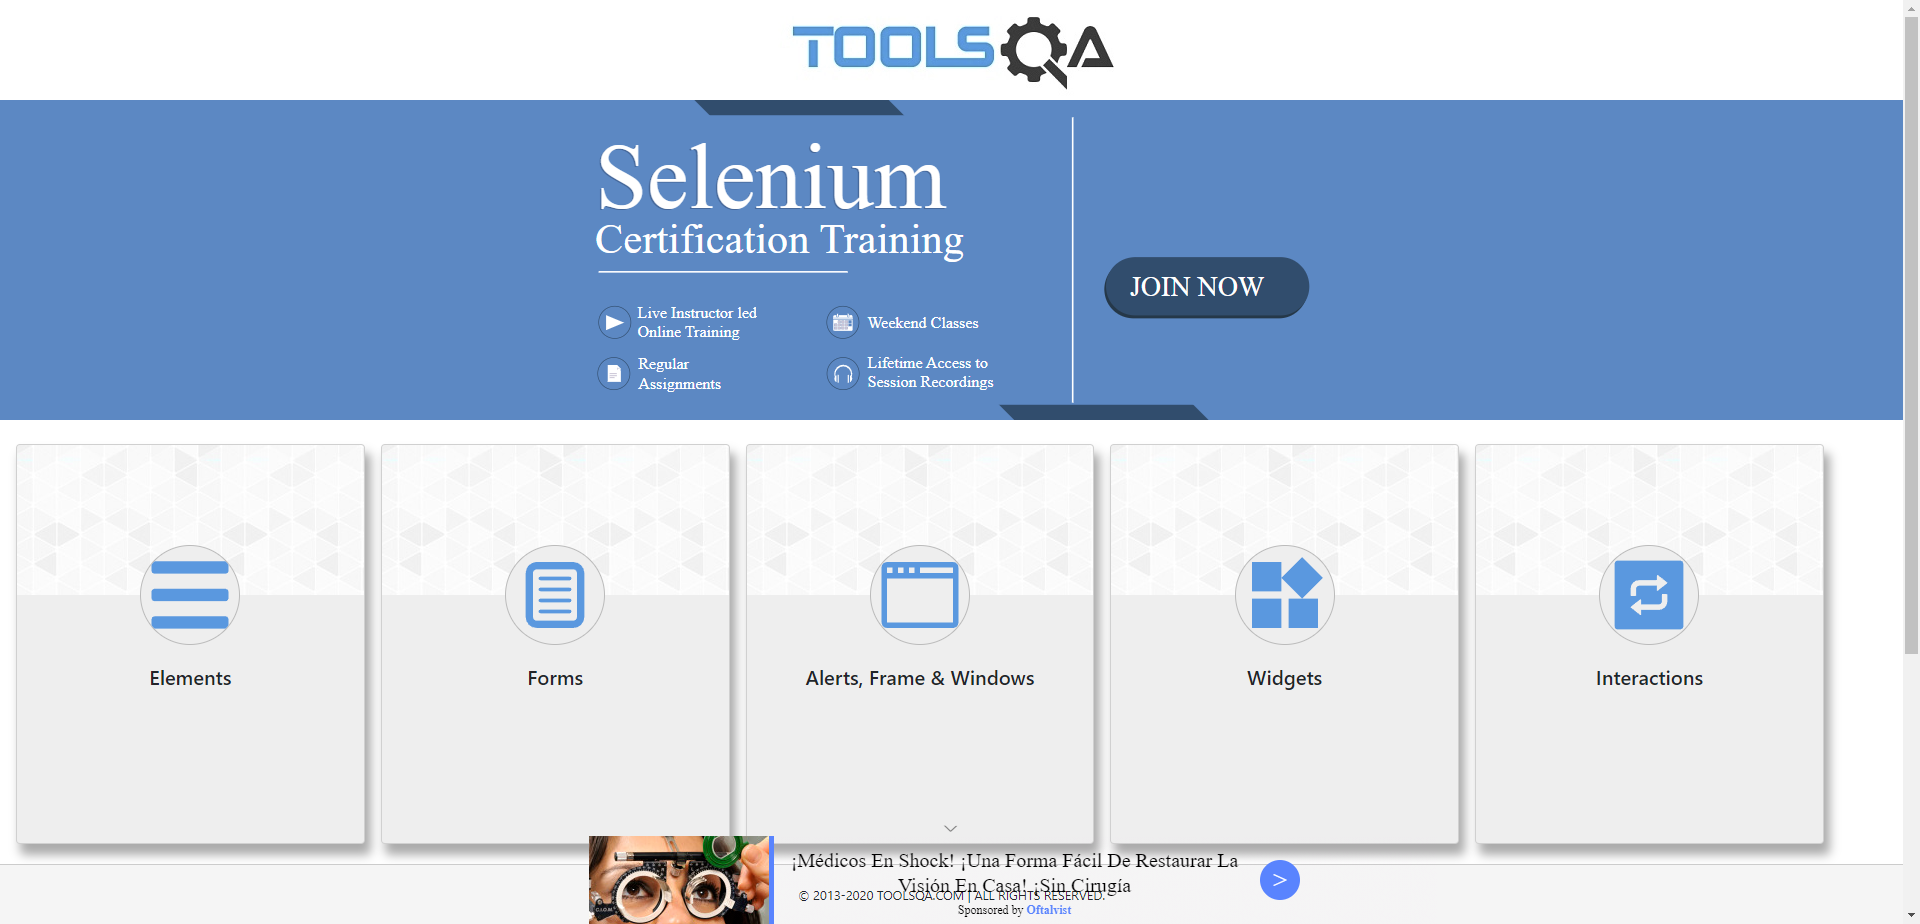 TOOLSQA
Selenium
Certification Training
JOIN NOW
Live Instructor led
Online Training
Weekend Classes
Regular
Assignments
Lifetime Access to
Session Recordings
Elements
Forms
Alerts, Frame & Windows
Widgets
Interactions
¡Médicos En Shock! ¡Una Forma Fácil De Restaurar La
Visión En Casa! ¡Sin Cirugía
>
© 2013-2020 TOOLSQA.COM | ALL RIGHTS RESERVED.
Sponsored by Oftalvist